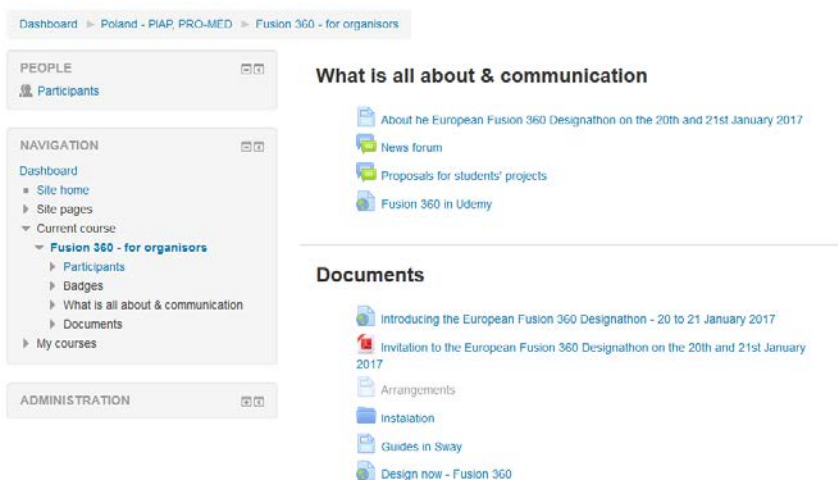 Dashboard Poland - PIAP, PRO-MED Fusion 360 - for organisors
PEOPLE
Participants
NAVIGATION
Dashboard
Site home
Site pages
Current course
Fusion 360 - for organisors
Participants
Badges
What is all about & communication
Documents
My courses
ADMINISTRATION
What is all about & communication
About he European Fusion 360 Designathon on the 20th and 21st January 2017
News forum
Proposals for students' projects
Fusion 360 in Udemy
Documents
Introducing the European Fusion 360 Designathon - 20 to 21 January 2017
Invitation to the European Fusion 360 Designathon on the 20th and 21st January
2017
Arrangements
Instalation
Guides in Sway
Design now - Fusion 360